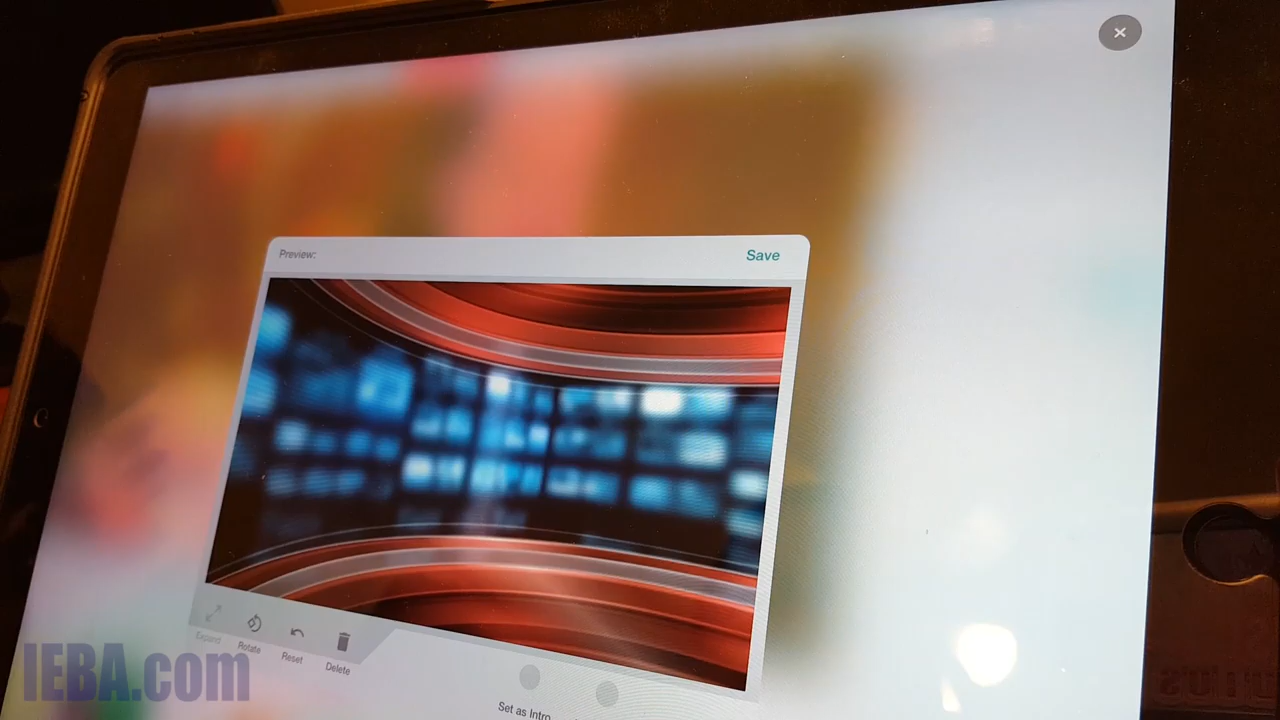 ×
Preview:
Save
Expand
Rotate
Reset
Delete
Set as Intro
IEBA.com